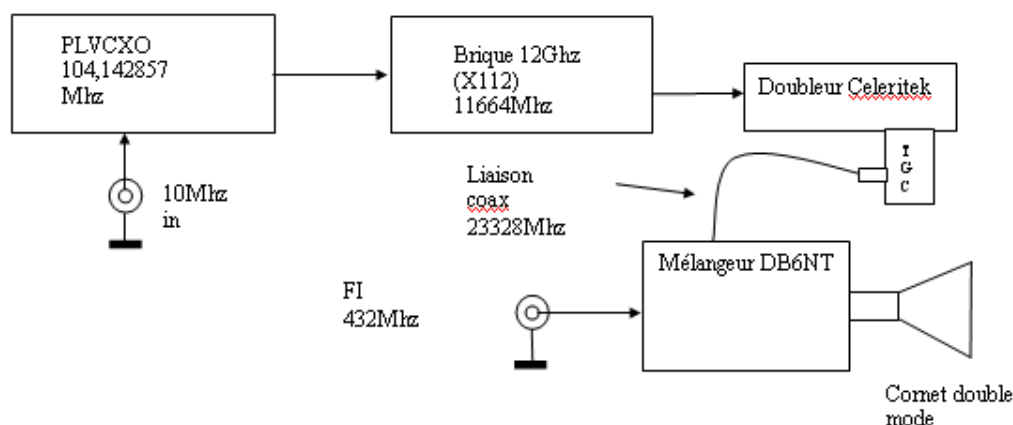 PLVCXO
104,142857
Mhz
Brique 12Ghz
(X112)
11664Mhz
Doubleur Celeritek
T
G
C
10Mhz
in
Liaison
coax
23328Mhz
Mélangeur DB6NT
FI
432Mhz
Cornet double
mode